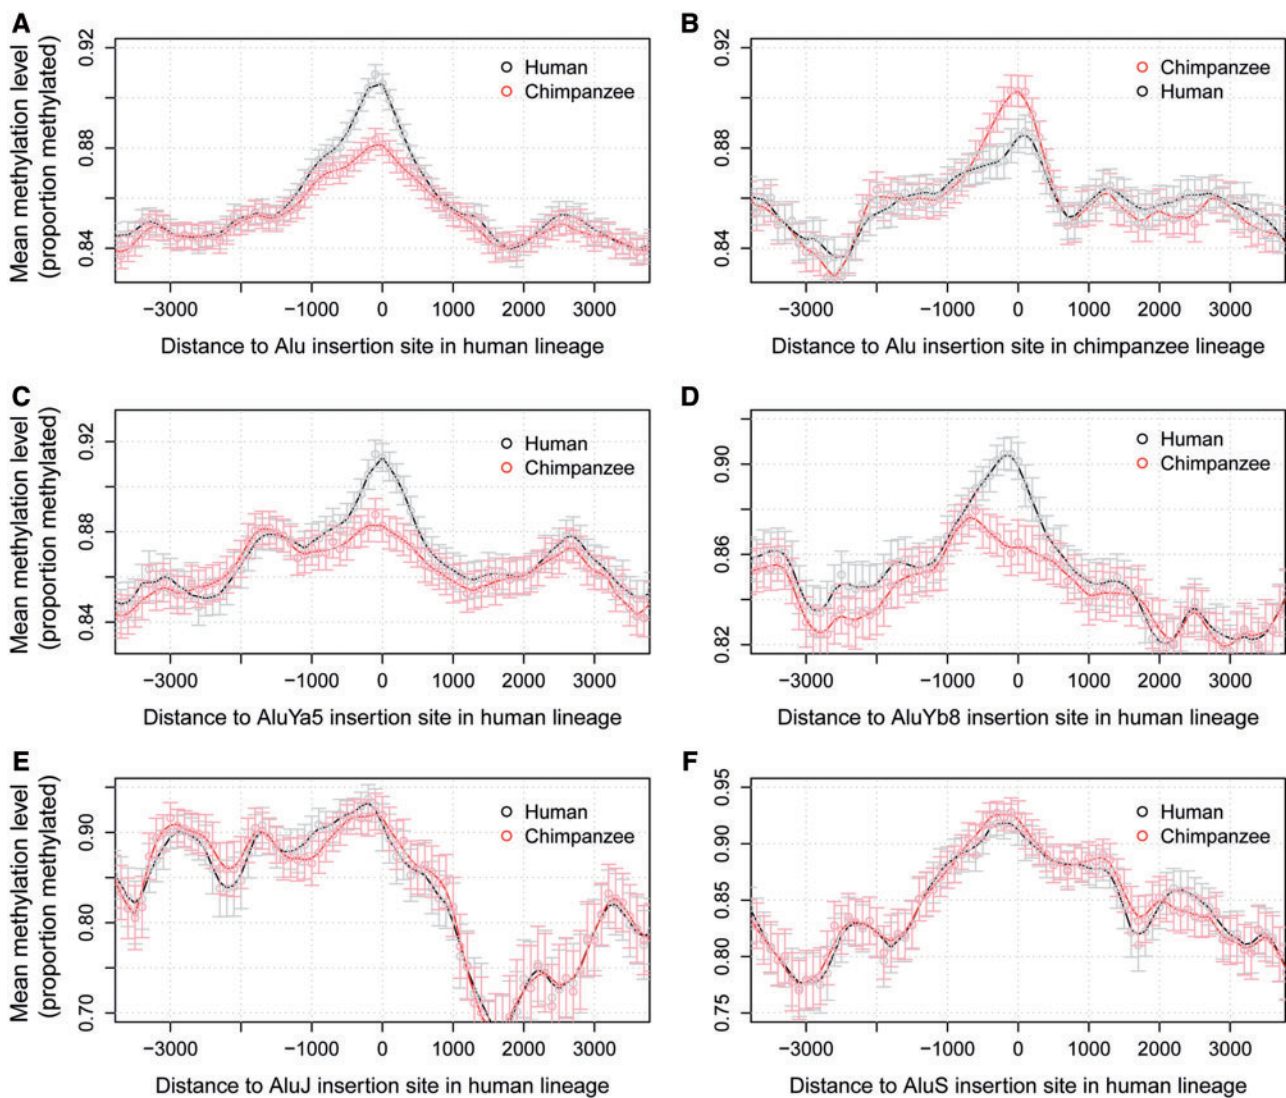 A
Mean methylation level
(proportion methylated)
0.92
0.88
0.84
Human
Chimpanzee
−3000
−1000
0
1000
2000
3000
Distance to Alu insertion site in human lineage
B
0.92
0.88
0.84
Chimpanzee
Human
−3000
−1000
0
1000
2000
3000
Distance to Alu insertion site in chimpanzee lineage
C
Mean methylation level
(proportion methylated)
0.92
0.88
0.84
Human
Chimpanzee
−3000
−1000
0
1000
2000
3000
Distance to AluYa5 insertion site in human lineage
D
0.90
0.86
0.82
Human
Chimpanzee
−3000
−1000
0
1000
2000
3000
Distance to AluYb8 insertion site in human lineage
E
Mean methylation level
(proportion methylated)
0.90
0.80
0.70
Human
Chimpanzee
−3000
−1000
0
1000
2000
3000
Distance to AluJ insertion site in human lineage
F
0.95
0.90
0.85
0.80
0.75
Human
Chimpanzee
−3000
−1000
0
1000
2000
3000
Distance to AluS insertion site in human lineage